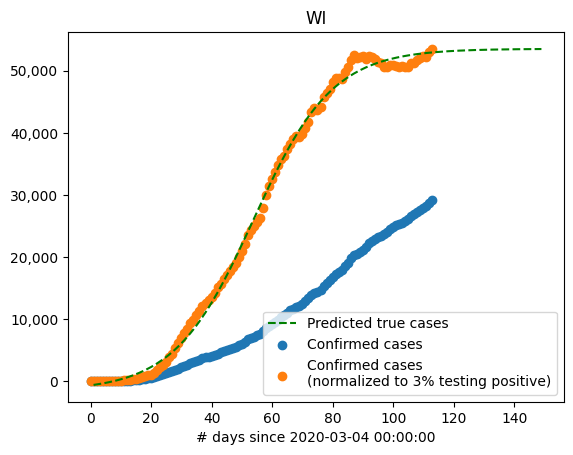 WI
50,000
40,000
30,000
20,000
10,000
0
Predicted true cases
Confirmed cases
Confirmed cases
(normalized to 3% testing positive)
0 20 40 60 80 100 120 140
# days since 2020-03-04 00:00:00